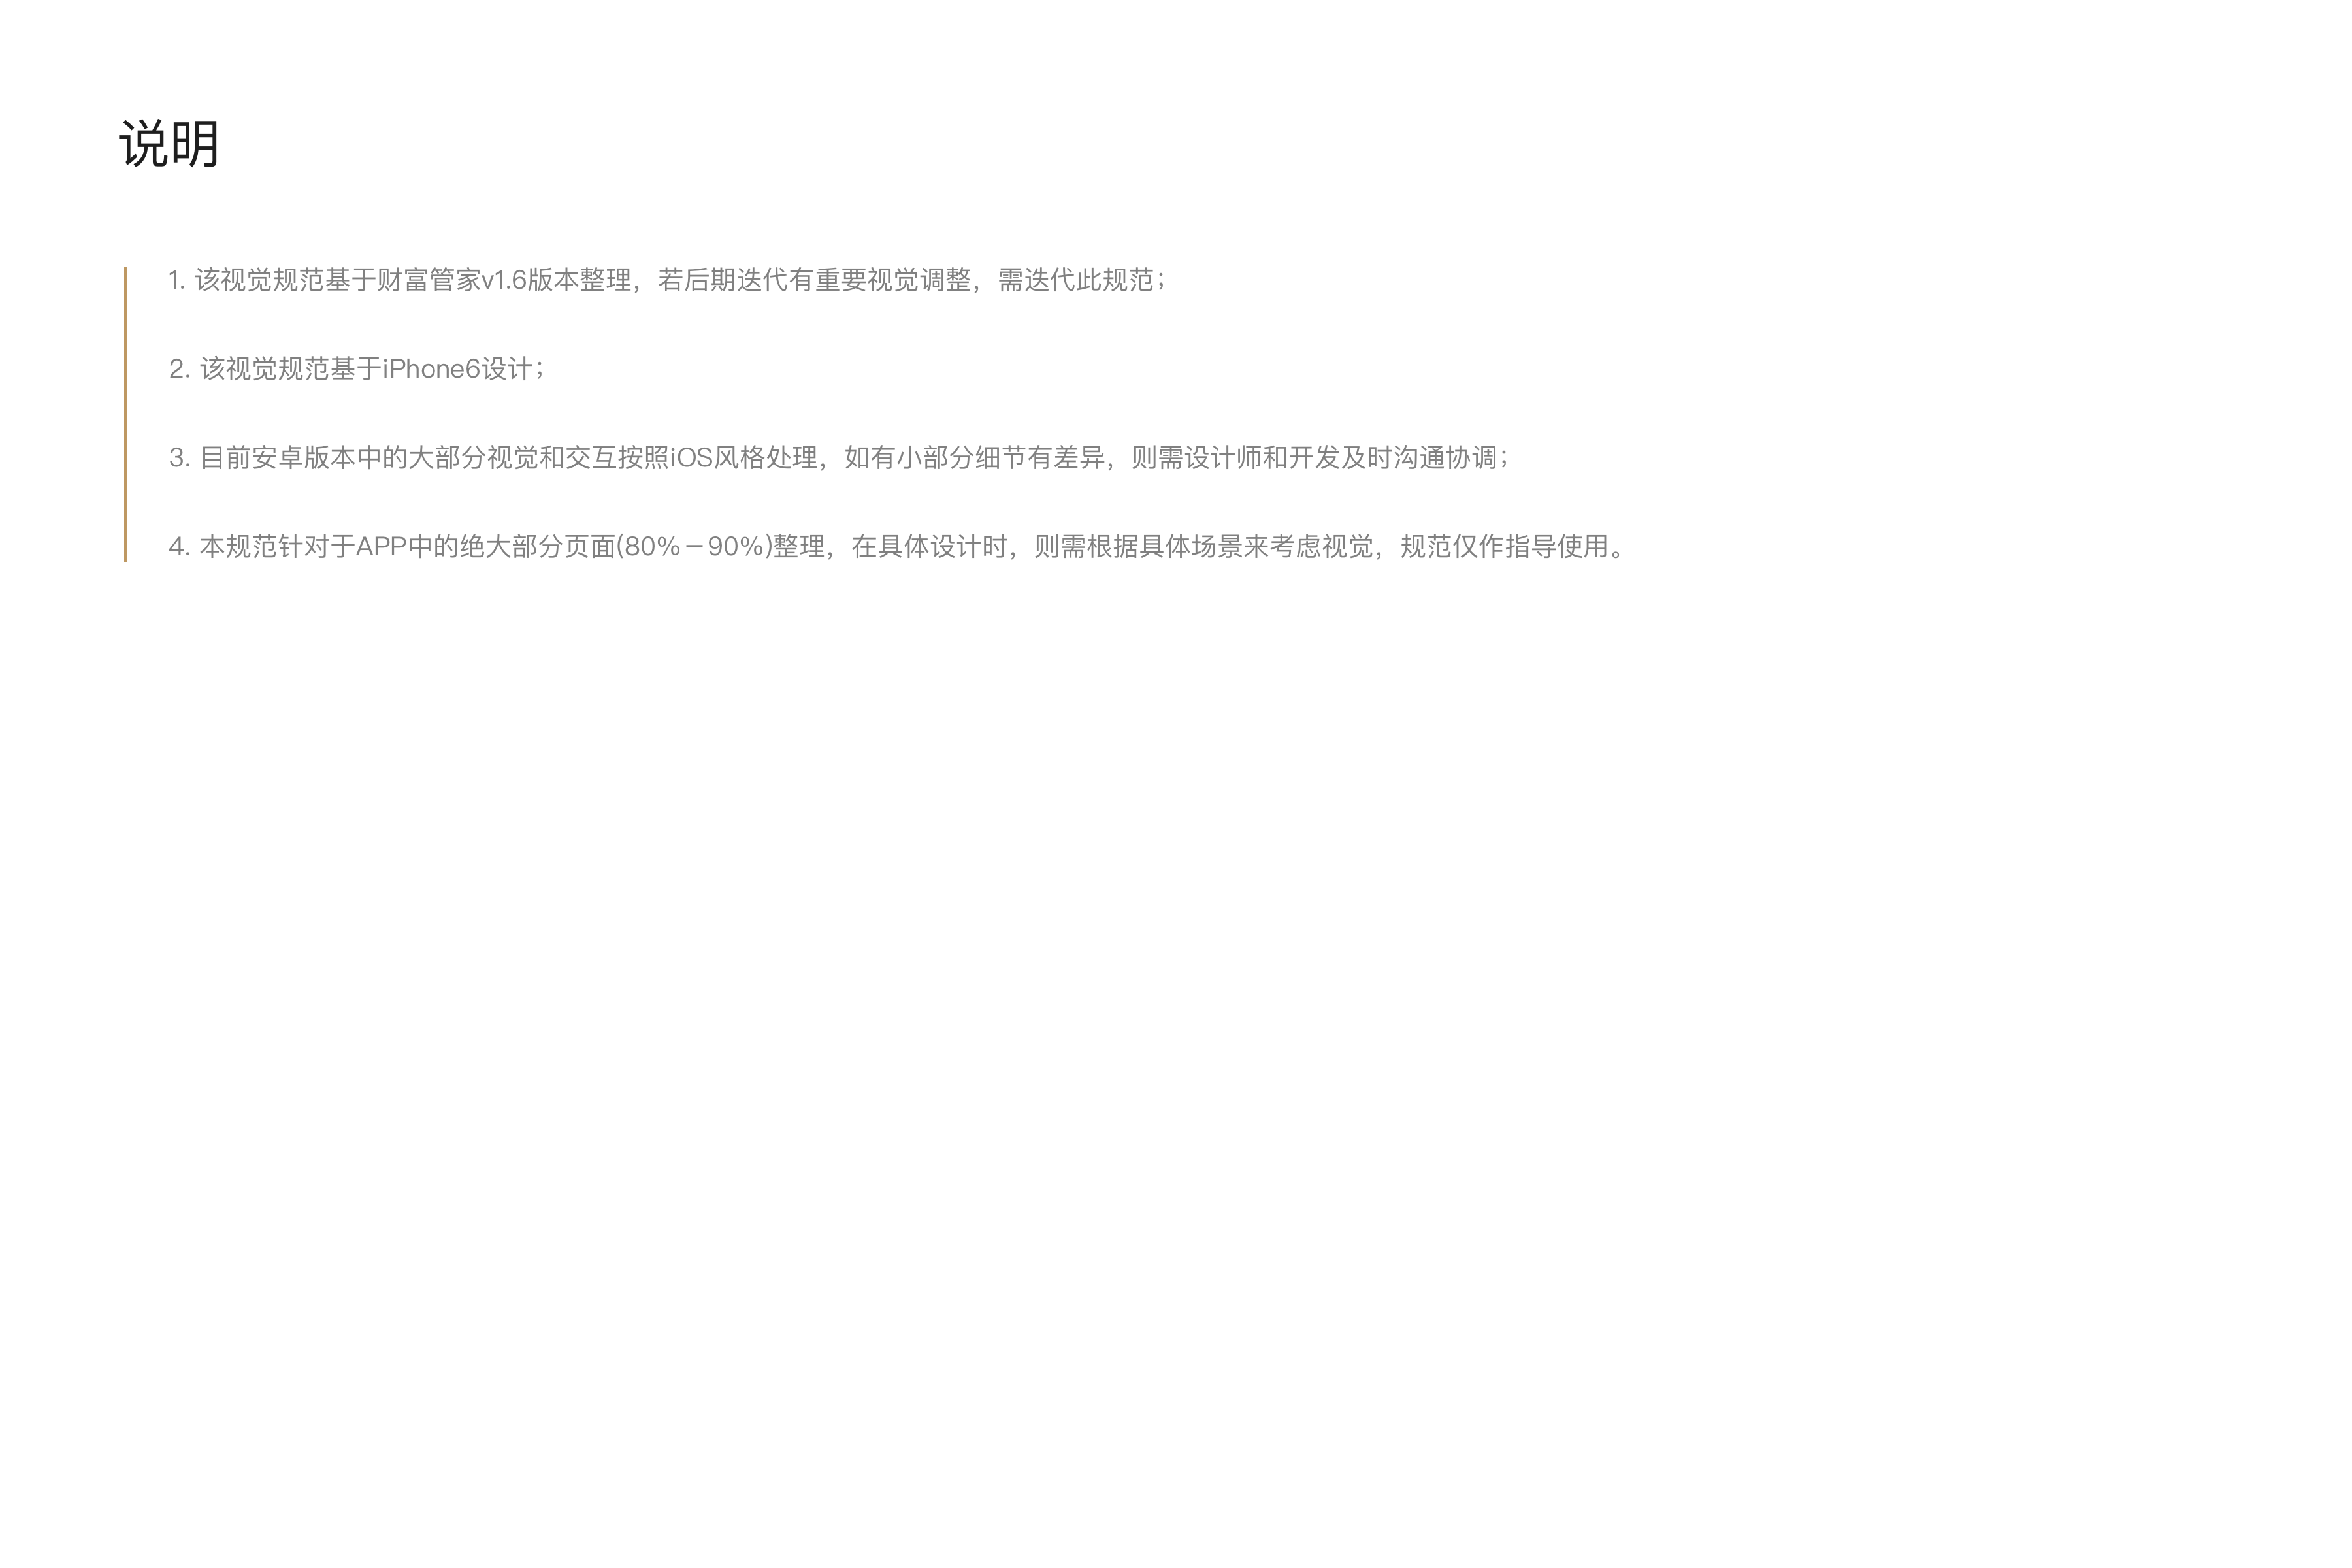 说明
1. 该视觉规范基于财富管家v1.6版本整理，若后期迭代有重要视觉调整，需迭代此规范；
2. 该视觉规范基于iPhone6设计；
3. 目前安卓版本中的大部分视觉和交互按照iOS风格处理，如有小部分细节有差异，则需设计师和开发及时沟通协调；
4. 本规范针对于APP中的绝大部分页面(80%－90%)整理，在具体设计时，则需根据具体场景来考虑视觉，规范仅作指导使用。